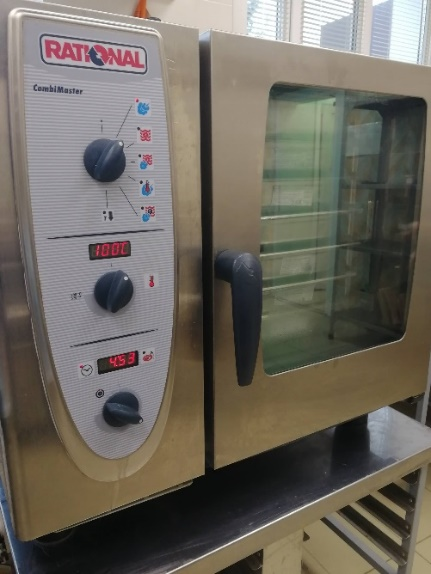 RATIONAL
CombiMaster
100C
4.53